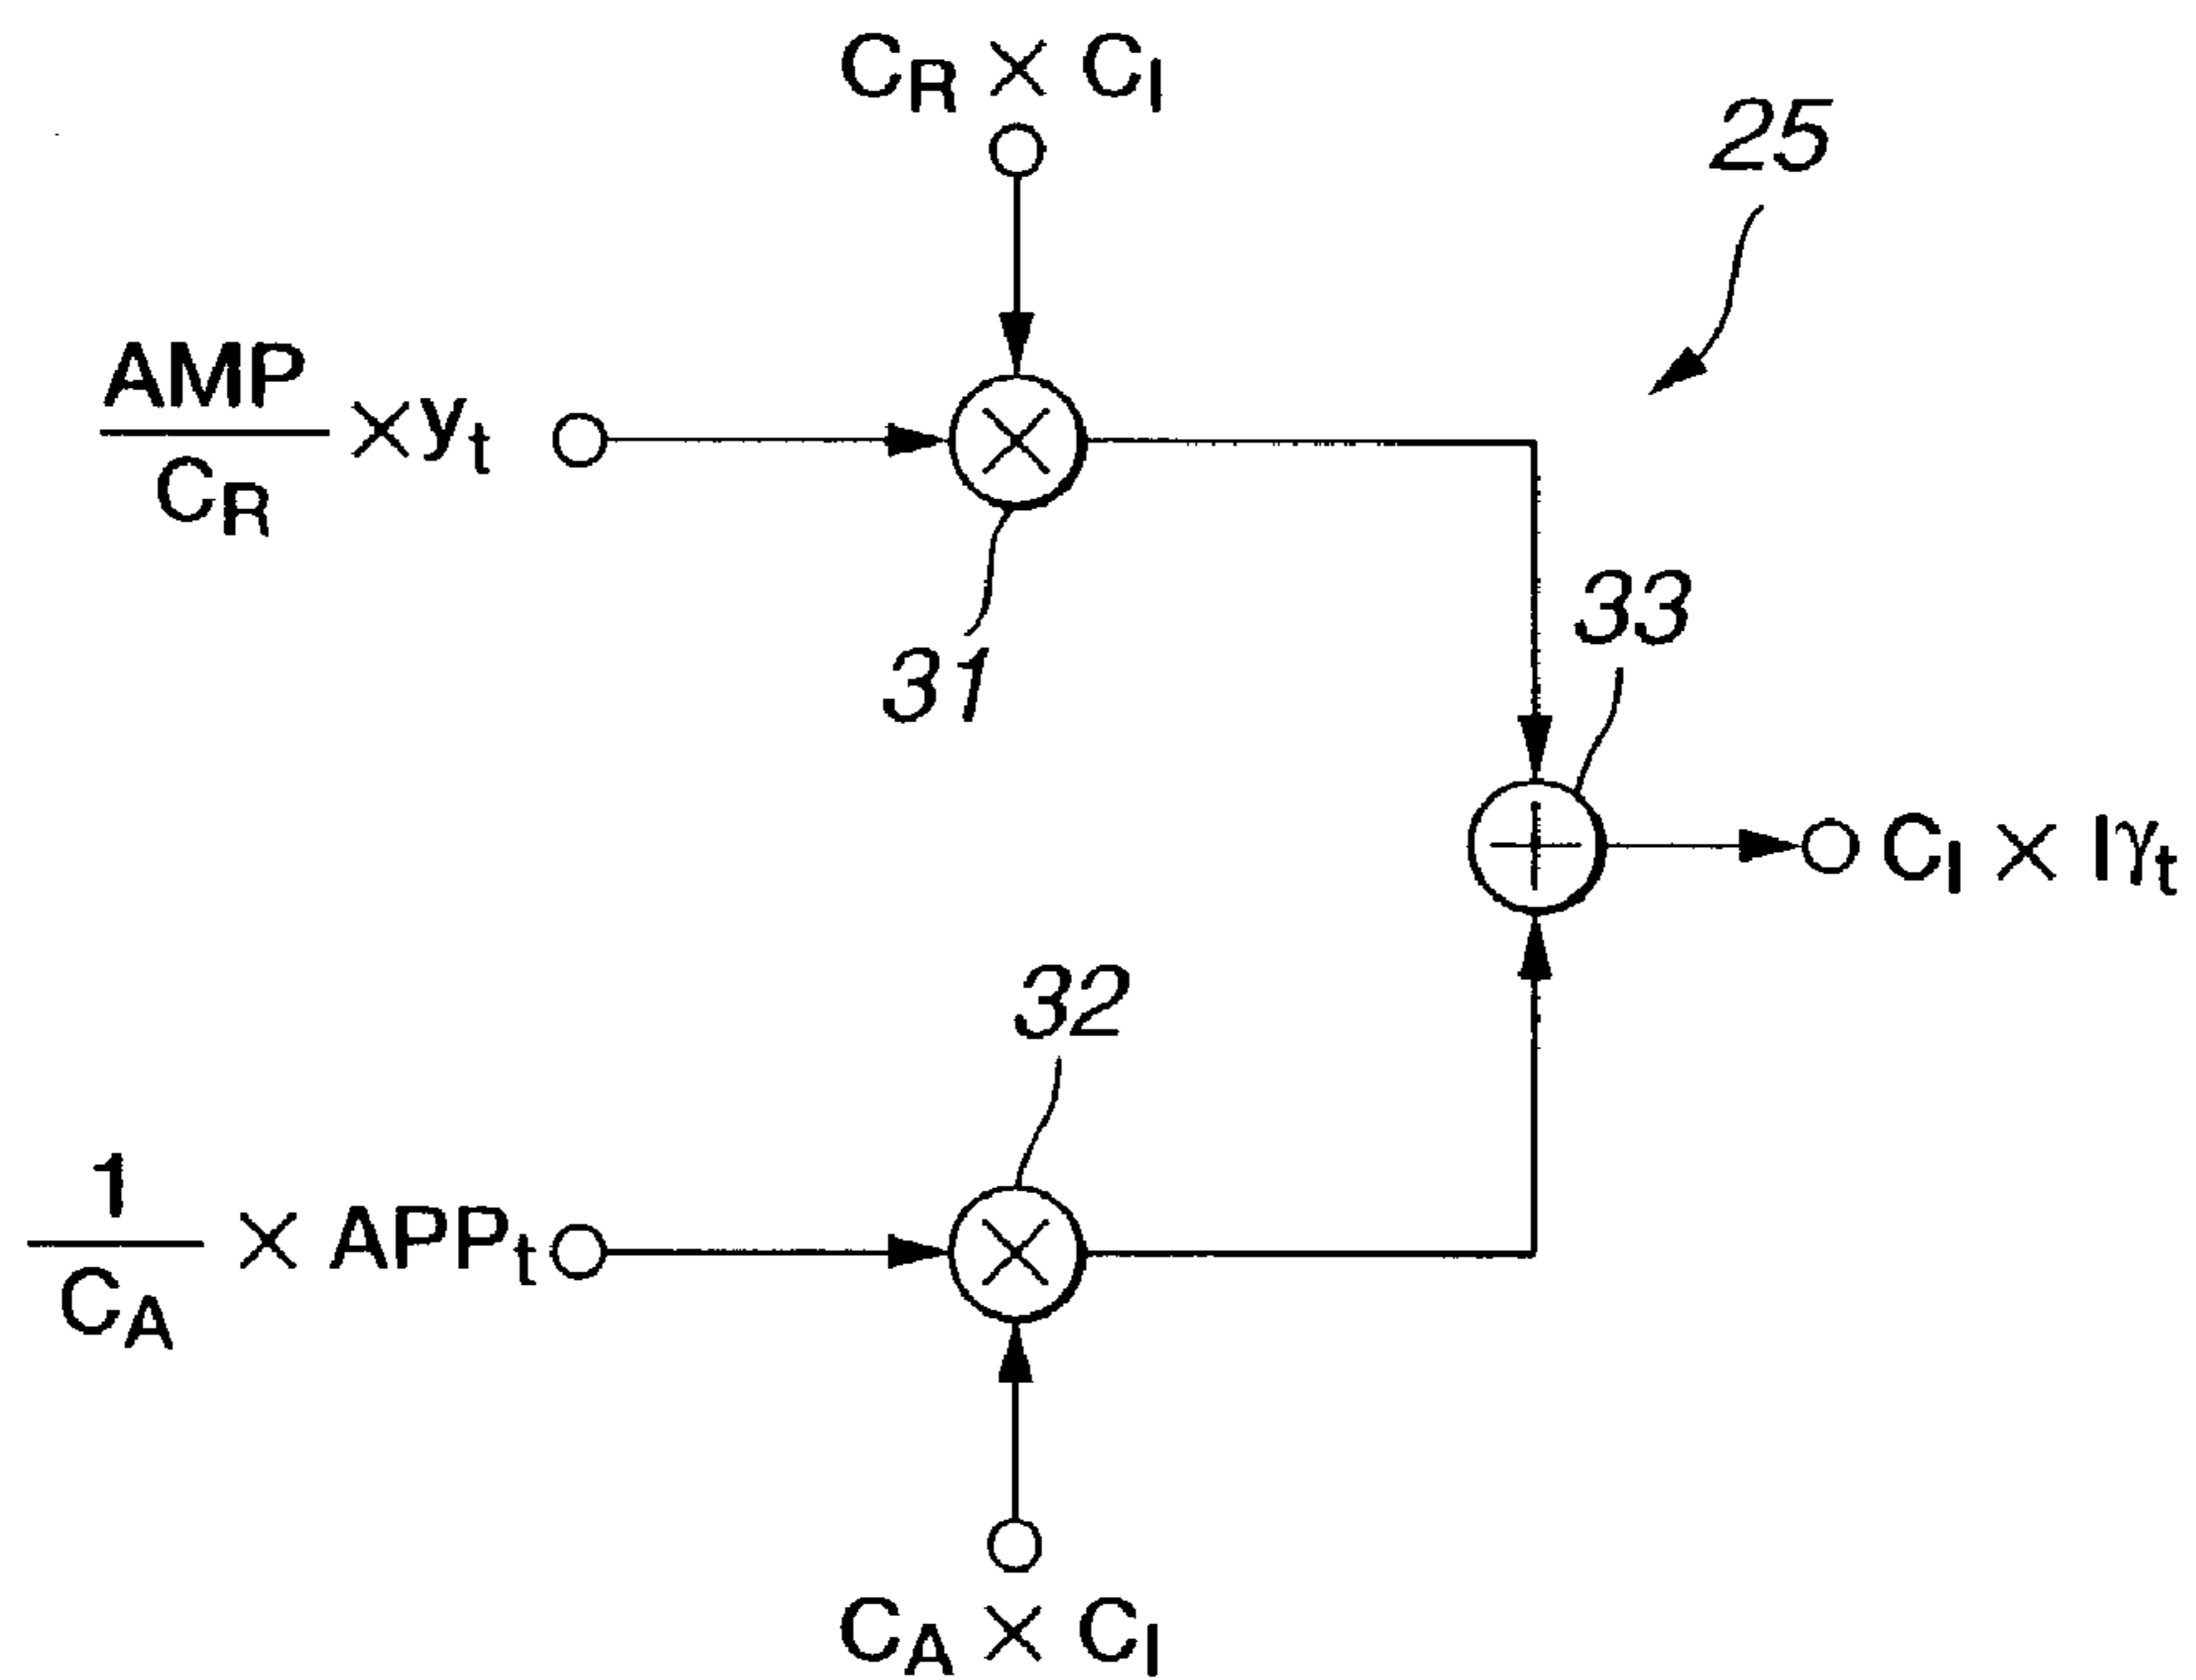 C_R × C_I
25
AMP/C_R × y_t
31
33
C_I × Iγ_t
32
1/C_A × APP_t
C_A × C_I